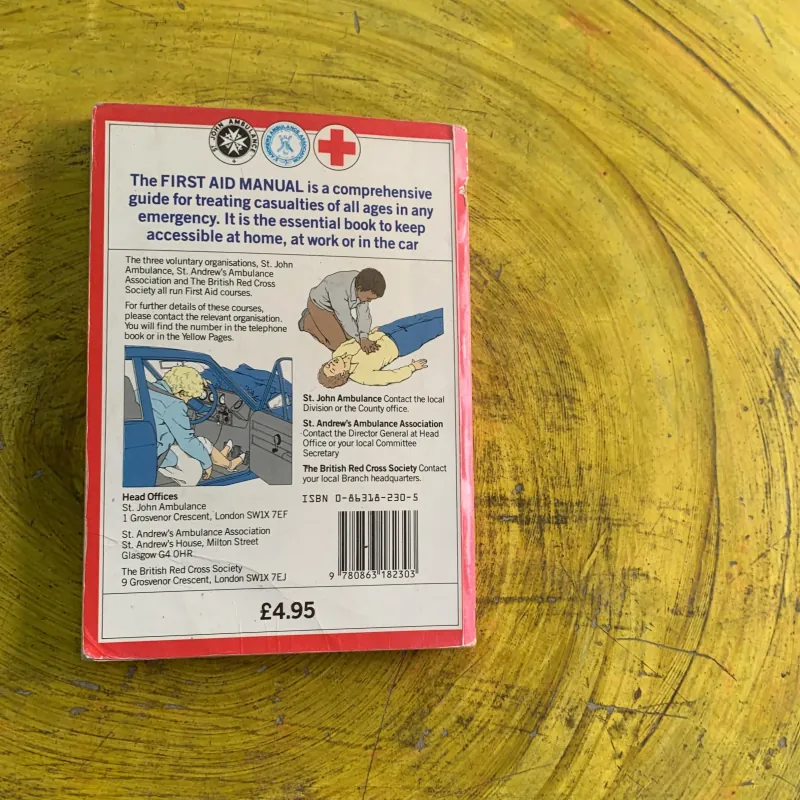 ST JOHN AMBULANCE
The FIRST AID MANUAL is a comprehensive
guide for treating casualties of all ages in any
emergency. It is the essential book to keep
accessible at home, at work or in the car
The three voluntary organisations, St. John
Ambulance, St. Andrew's Ambulance
Association and The British Red Cross
Society all run First Aid courses.
For further details of these courses,
please contact the relevant organisation.
You will find the number in the telephone
book or in the Yellow Pages.
St. John Ambulance Contact the local
Division or the County office.
St. Andrew's Ambulance Association
Contact the Director General at Head
Office or your local Committee
Secretary
The British Red Cross Society Contact
your local Branch headquarters.
Head Offices
St. John Ambulance
1 Grosvenor Crescent, London SW1X 7EF
St. Andrew's Ambulance Association
St. Andrew's House, Milton Street
Glasgow G4 0HR
The British Red Cross Society
9 Grosvenor Crescent, London SW1X 7EJ
ISBN 0-86318-230-5
9 780863 182303
£4.95